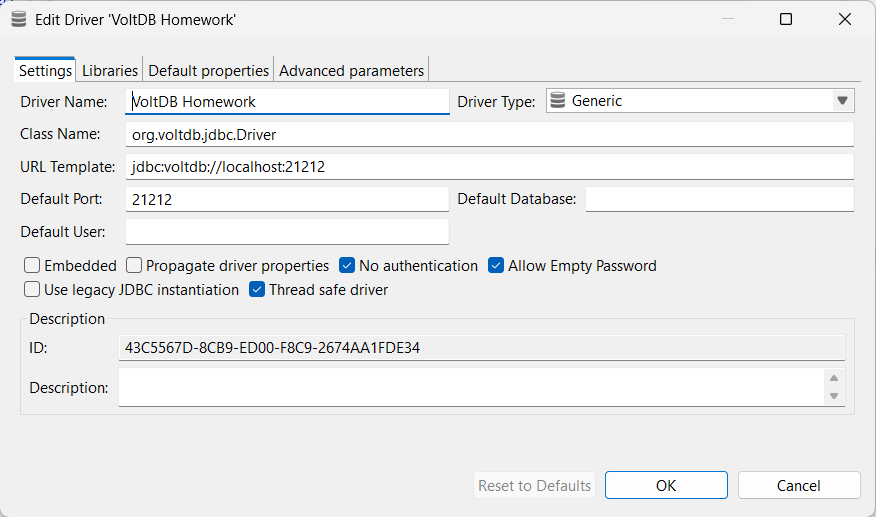 Edit Driver 'VoltDB Homework'
Settings Libraries Default properties Advanced parameters
Driver Name: VoltDB Homework Driver Type: Generic
Class Name: org.voltdb.jdbc.Driver
URL Template: jdbc:voltdb://localhost:21212
Default Port: 21212 Default Database:
Default User:
Embedded Propagate driver properties No authentication Allow Empty Password
Use legacy JDBC instantiation Thread safe driver
Description
ID: 43C5567D-8CB9-ED00-F8C9-2674AA1FDE34
Description:
Reset to Defaults OK Cancel